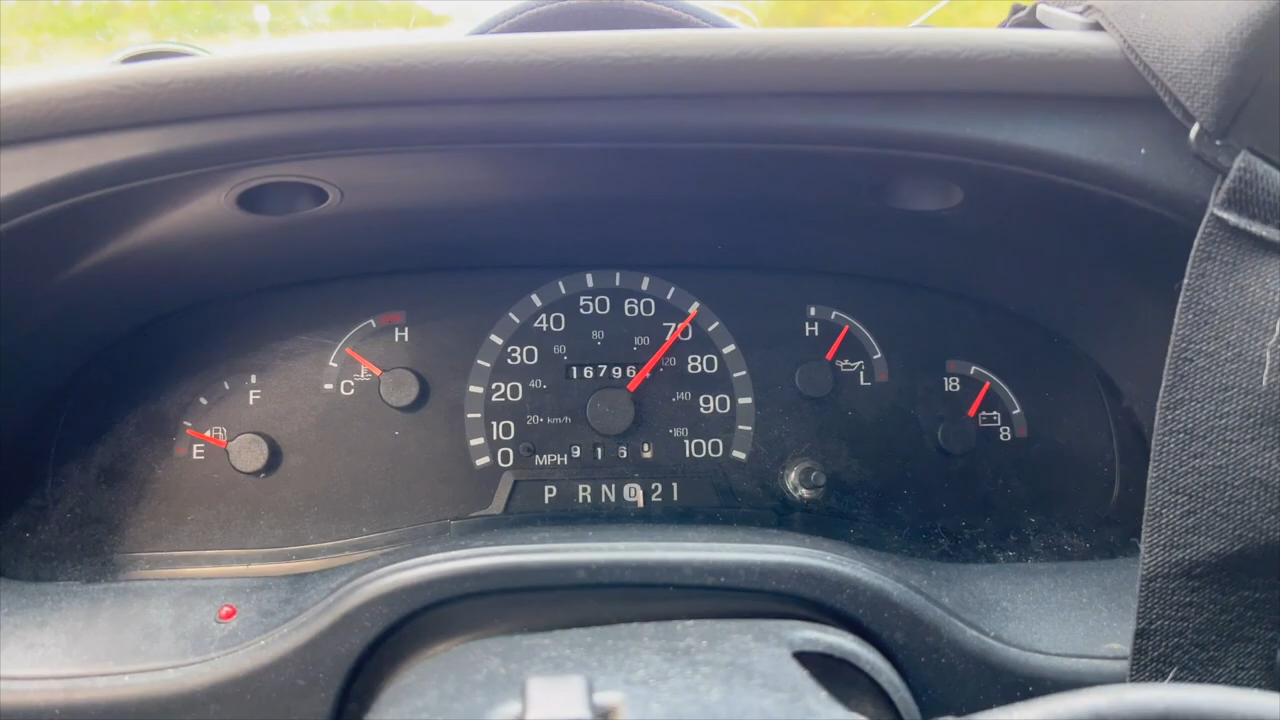 50 60
40 70
80 100
H
H
30 60 120 80
16796
C
L
18
F
20 40 140 90
20 km/h
8
10 160
E
0 MPH 916 100
P R N D 2 1